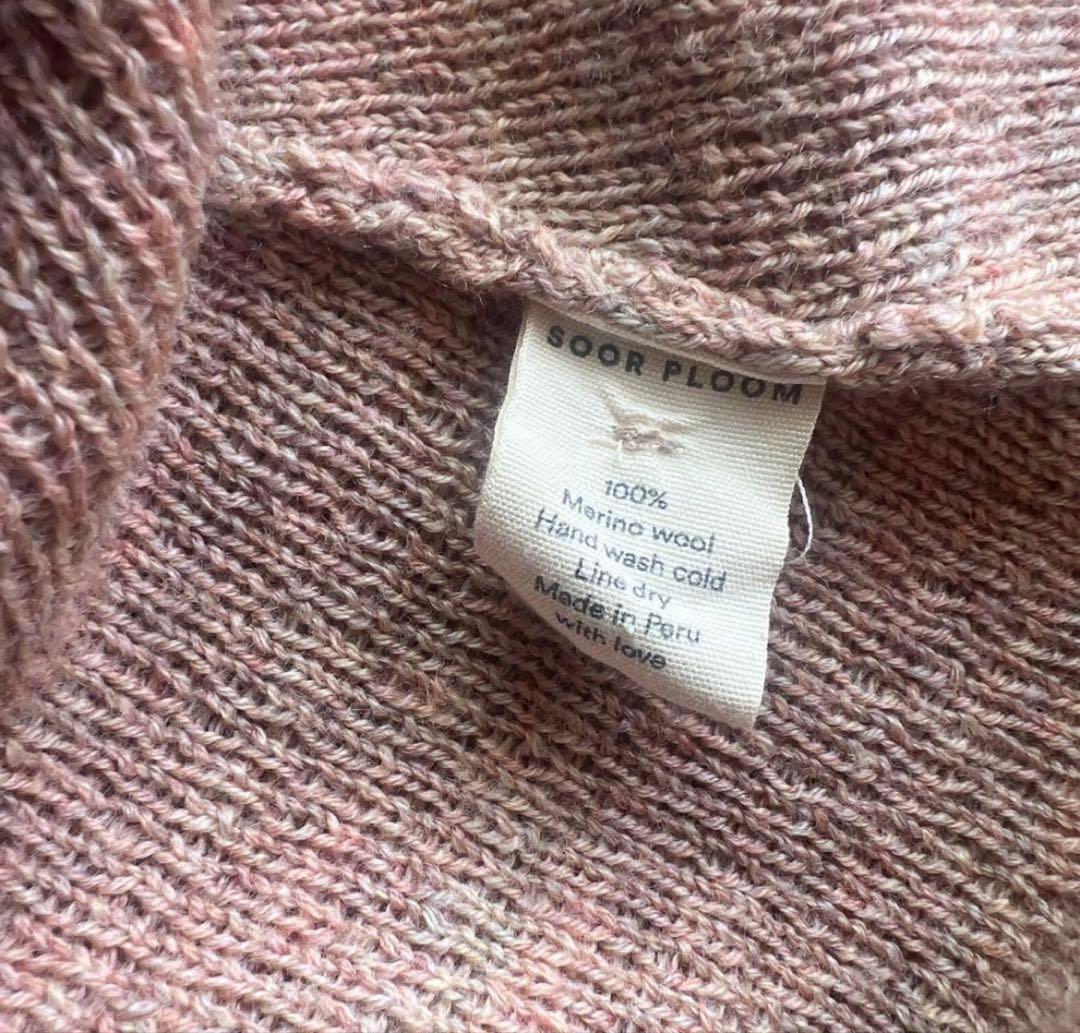 SOOR PLOOM
100%
Merino wool
Hand wash cold
Line dry
Made in Peru
with love